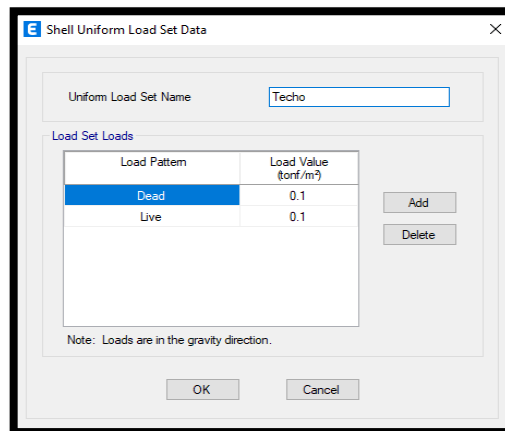 E Shell Uniform Load Set Data
Uniform Load Set Name Techo
Load Set Loads
Load Pattern Load Value (tonf/m²)
Dead 0.1
Live 0.1
Add
Delete
Note: Loads are in the gravity direction.
OK Cancel